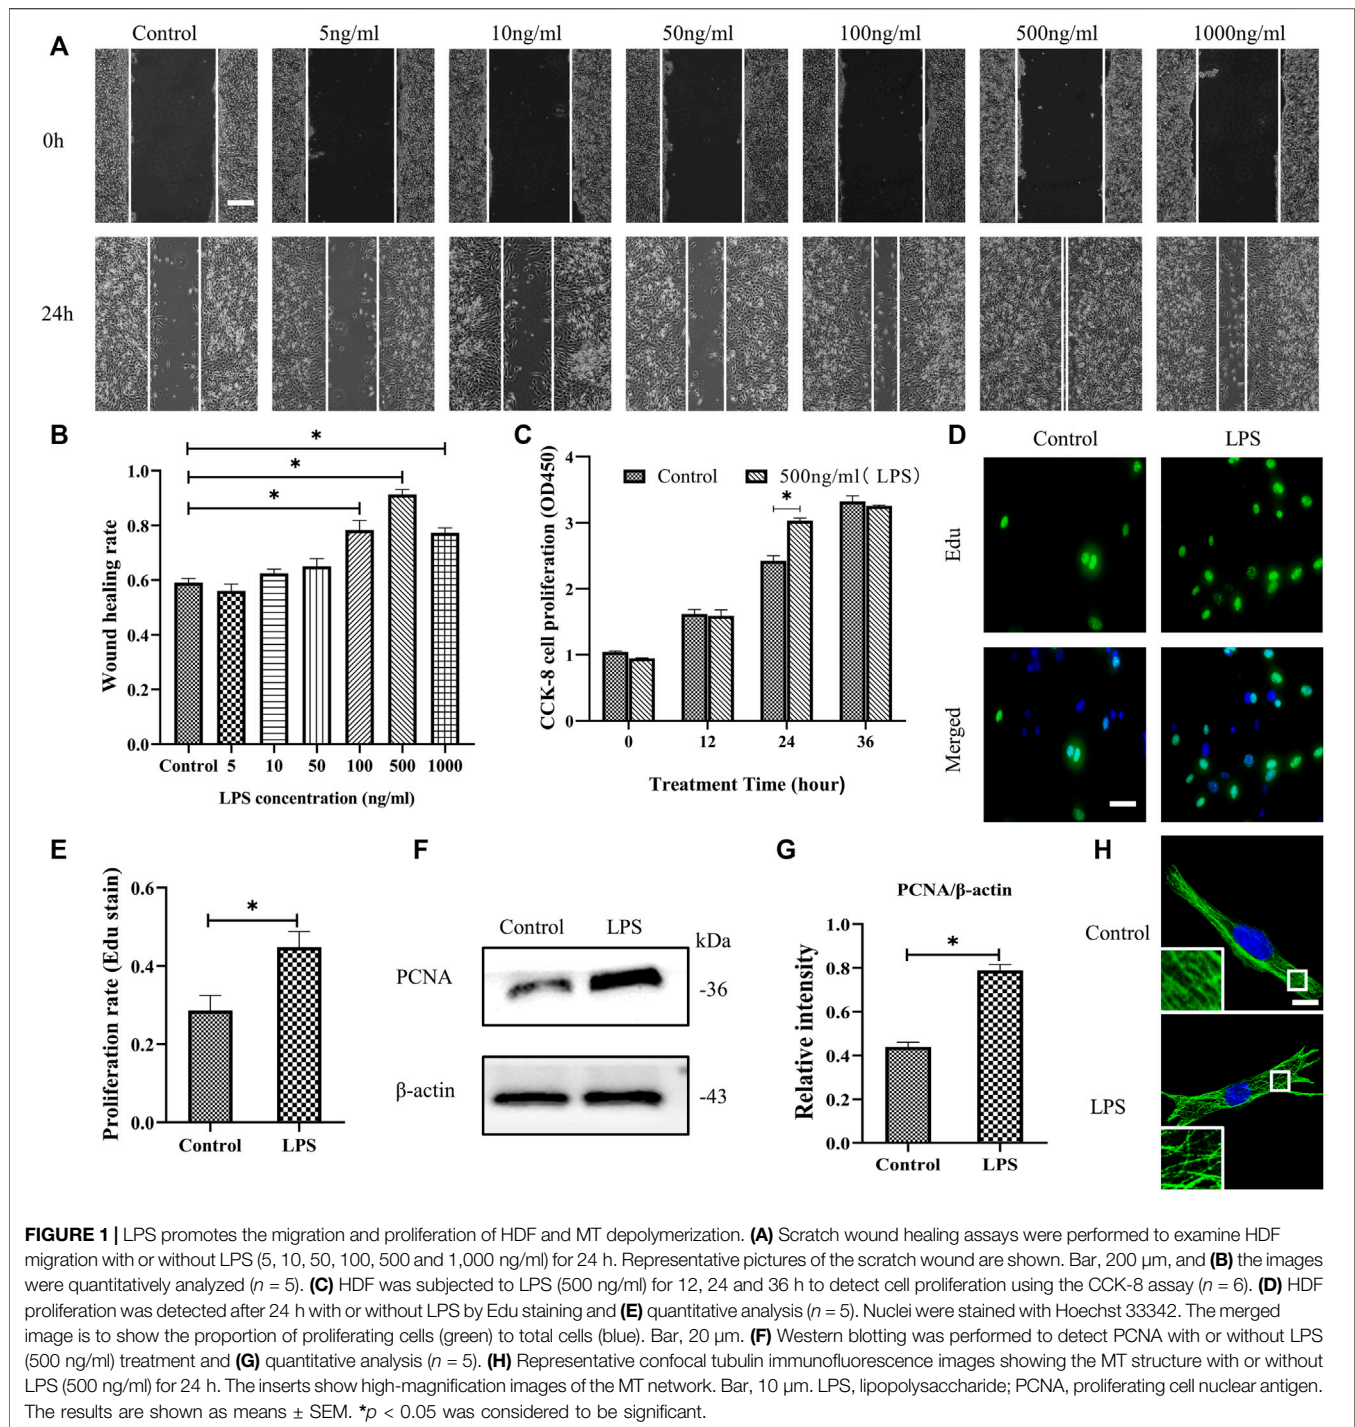 A
Control
5ng/ml
10ng/ml
50ng/ml
100ng/ml
500ng/ml
1000ng/ml
0h
24h
B
*
*
*
Wound healing rate
1.0
0.8
0.6
0.4
0.2
0.0
Control 5 10 50 100 500 1000
LPS concentration (ng/ml)
C
CCK-8 cell proliferation (OD450)
4
3
2
1
0
Control
500ng/ml( LPS)
*
0 12 24 36
Treatment Time (hour)
D
Control
LPS
Edu
Merged
E
Proliferation rate (Edu stain)
0.6
0.4
0.2
0.0
*
Control LPS
F
Control LPS
kDa
PCNA
-36
β-actin
-43
G
PCNA/β-actin
Relative intensity
1.0
0.8
0.6
0.4
0.2
0.0
*
Control LPS
H
Control
LPS
FIGURE 1 | LPS promotes the migration and proliferation of HDF and MT depolymerization. (A) Scratch wound healing assays were performed to examine HDF
migration with or without LPS (5, 10, 50, 100, 500 and 1,000 ng/ml) for 24 h. Representative pictures of the scratch wound are shown. Bar, 200 μm, and (B) the images
were quantitatively analyzed (n = 5). (C) HDF was subjected to LPS (500 ng/ml) for 12, 24 and 36 h to detect cell proliferation using the CCK-8 assay (n = 6). (D) HDF
proliferation was detected after 24 h with or without LPS by Edu staining and (E) quantitative analysis (n = 5). Nuclei were stained with Hoechst 33342. The merged
image is to show the proportion of proliferating cells (green) to total cells (blue). Bar, 20 μm. (F) Western blotting was performed to detect PCNA with or without LPS
(500 ng/ml) treatment and (G) quantitative analysis (n = 5). (H) Representative confocal tubulin immunofluorescence images showing the MT structure with or without
LPS (500 ng/ml) for 24 h. The inserts show high-magnification images of the MT network. Bar, 10 μm. LPS, lipopolysaccharide; PCNA, proliferating cell nuclear antigen.
The results are shown as means ± SEM. *p < 0.05 was considered to be significant.